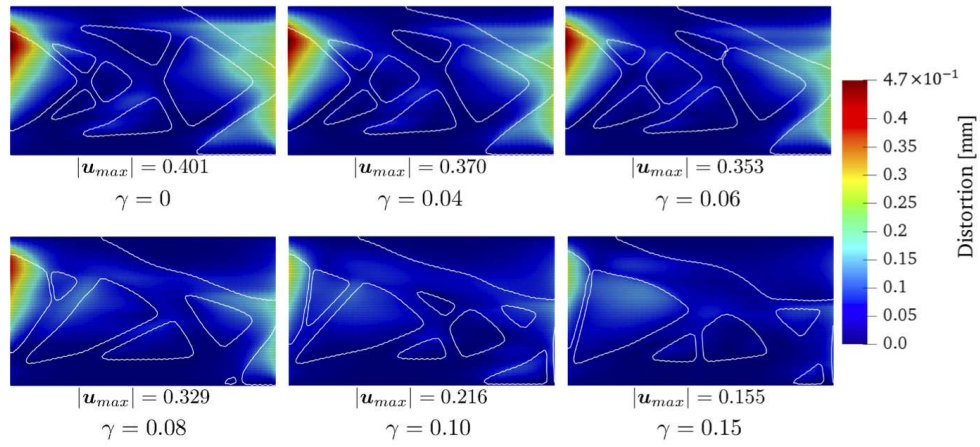 |u_max| = 0.401
γ = 0
|u_max| = 0.370
γ = 0.04
|u_max| = 0.353
γ = 0.06
4.7×10⁻¹
0.4
0.35
0.3
0.25
0.2
0.15
0.1
0.05
0.0
Distortion [mm]
|u_max| = 0.329
γ = 0.08
|u_max| = 0.216
γ = 0.10
|u_max| = 0.155
γ = 0.15